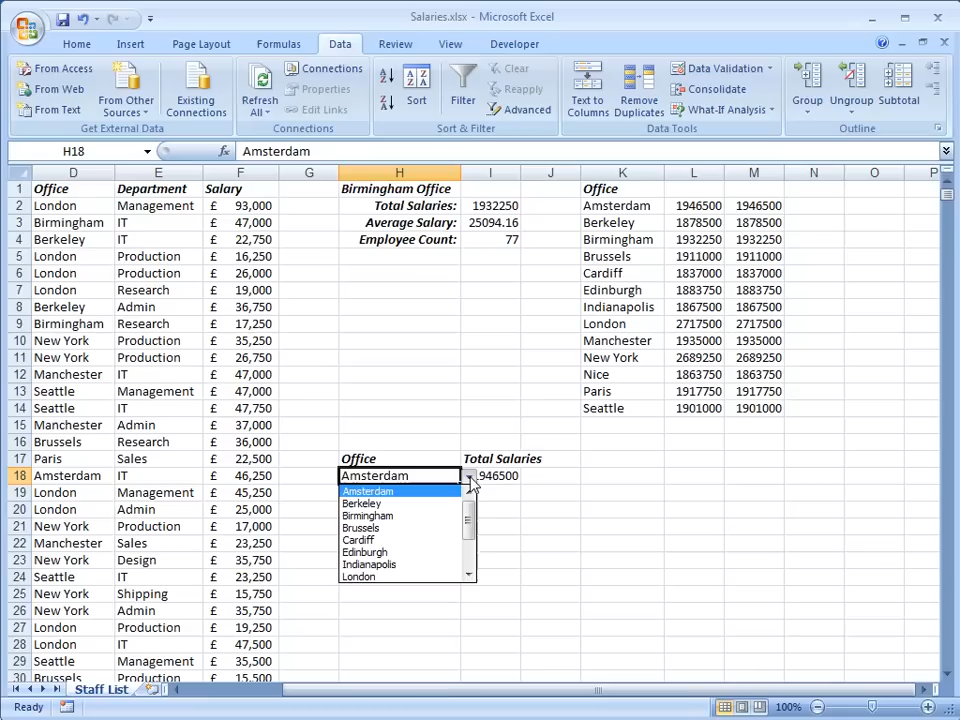 Salaries.xlsx - Microsoft Excel
Home Insert Page Layout Formulas Data Review View Developer
From Access
From Web
From Text
From Other Sources
Existing Connections
Get External Data
Refresh All
Connections
Properties
Edit Links
Connections
A Z
Z A
Sort
Filter
Clear
Reapply
Advanced
Sort & Filter
Text to Columns
Remove Duplicates
Data Validation
Consolidate
What-If Analysis
Data Tools
Group
Ungroup
Subtotal
Outline
H18 fx Amsterdam
D E F G H I J K L M N O P
1 Office Department Salary Birmingham Office Office
2 London Management £ 93,000 Total Salaries: 1932250 Amsterdam 1946500 1946500
3 Birmingham IT £ 47,000 Average Salary: 25094.16 Berkeley 1878500 1878500
4 Berkeley IT £ 22,750 Employee Count: 77 Birmingham 1932250 1932250
5 London Production £ 16,250 Brussels 1911000 1911000
6 London Production £ 26,000 Cardiff 1837000 1837000
7 London Research £ 19,000 Edinburgh 1883750 1883750
8 Berkeley Admin £ 36,750 Indianapolis 1867500 1867500
9 Birmingham Research £ 17,250 London 2717500 2717500
10 New York Production £ 35,250 Manchester 1935000 1935000
11 New York Production £ 26,750 New York 2689250 2689250
12 Manchester IT £ 47,000 Nice 1863750 1863750
13 Seattle Management £ 47,000 Paris 1917750 1917750
14 Seattle IT £ 47,750 Seattle 1901000 1901000
15 Manchester Admin £ 37,000
16 Brussels Research £ 36,000
17 Paris Sales £ 22,500 Office Total Salaries
18 Amsterdam IT £ 46,250 Amsterdam 946500
19 London Management £ 45,250 Amsterdam
20 London Admin £ 25,000 Berkeley
21 New York Production £ 17,000 Birmingham
Brussels
22 Manchester Sales £ 23,250 Cardiff
23 New York Design £ 35,750 Edinburgh
24 Seattle IT £ 23,250 Indianapolis
London
25 New York Shipping £ 15,750
26 New York Admin £ 35,750
27 London Production £ 19,250
28 London IT £ 47,500
29 Seattle Management £ 35,500
30 Brussels Production £ 15,500
Staff List
Ready 100%